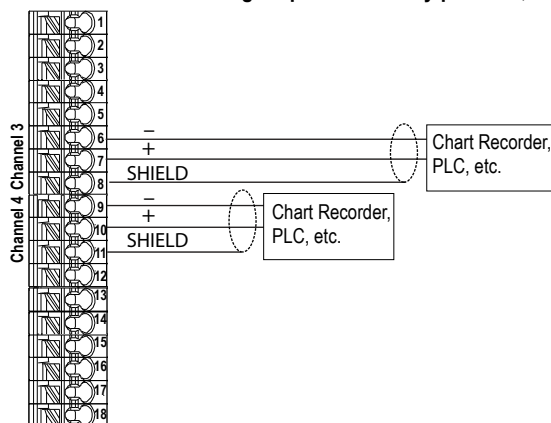 1
2
3
4
5
6
7
8
9
10
11
12
13
14
15
16
17
18
Channel 3
Channel 4
−
+
SHIELD
Chart Recorder,
PLC, etc.
−
+
SHIELD
Chart Recorder,
PLC, etc.